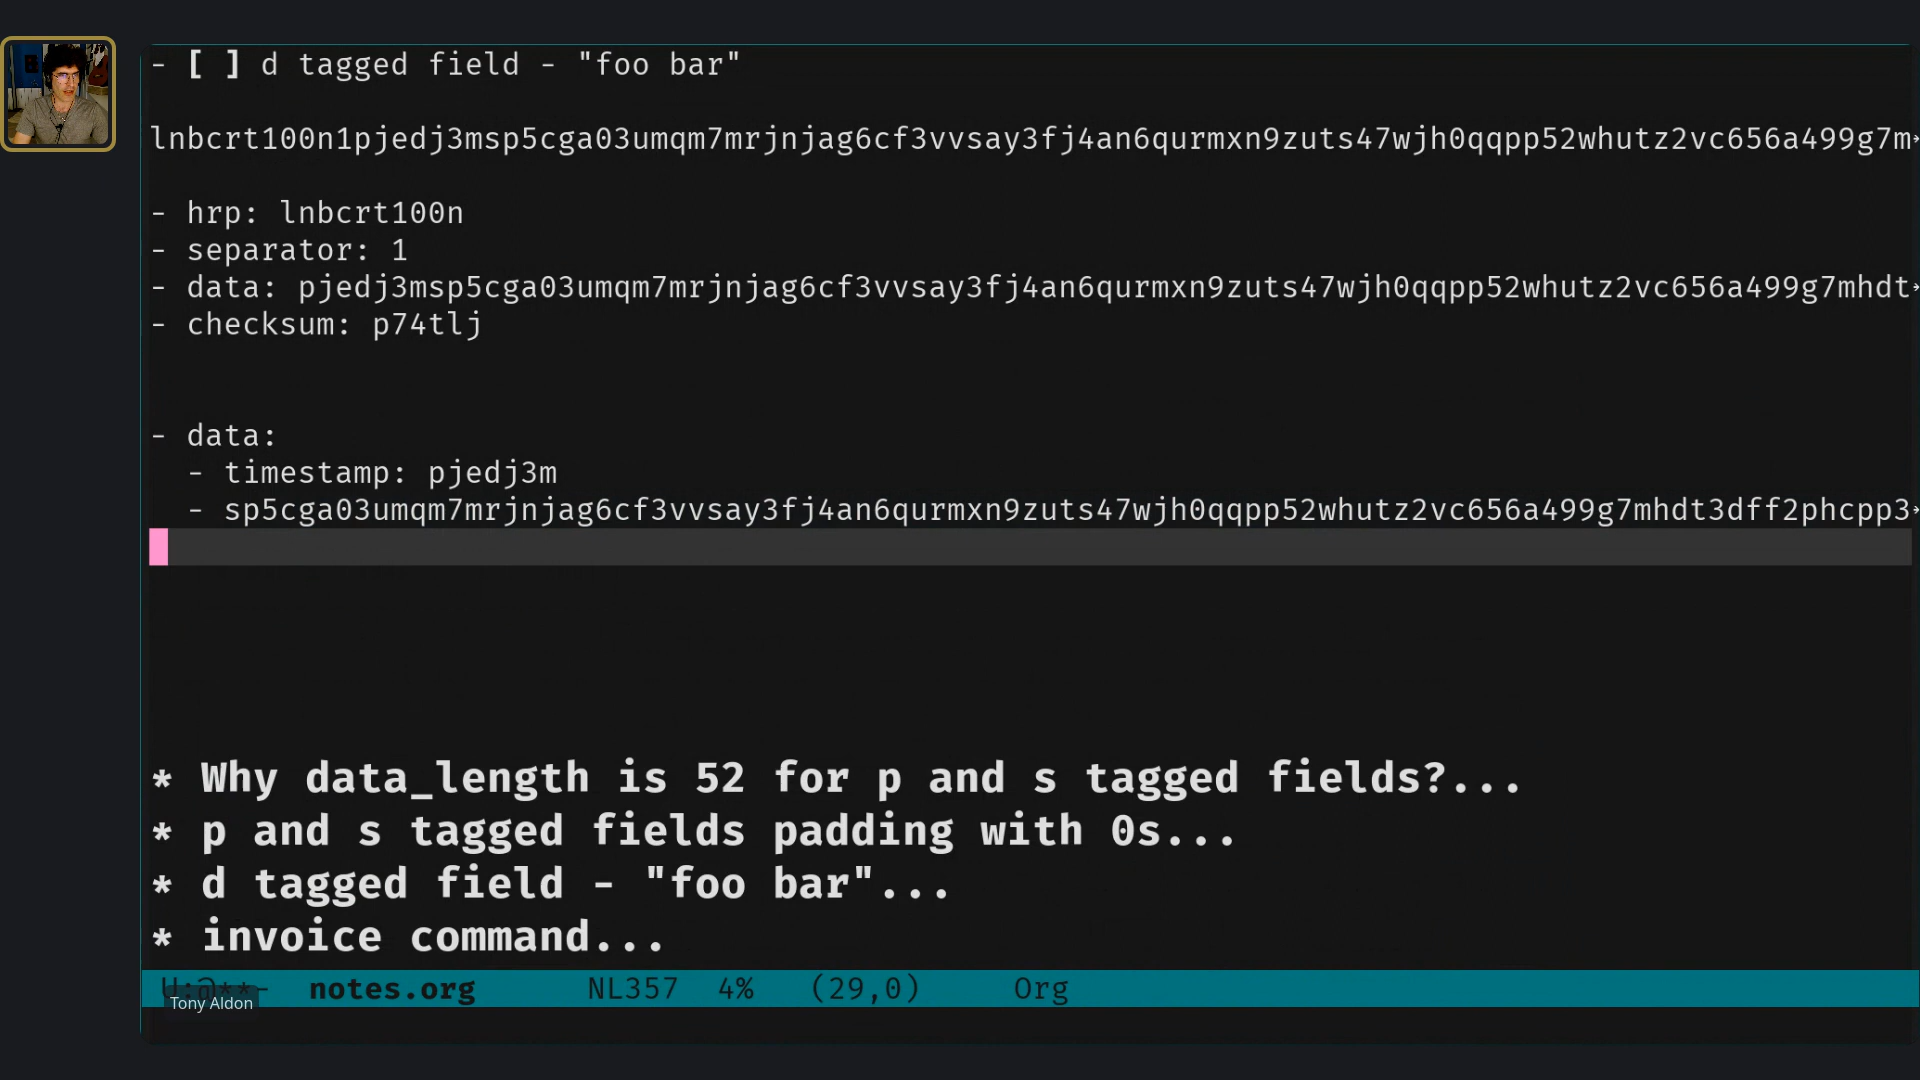 - [ ] d tagged field - "foo bar"
lnbcrt100n1pjedj3msp5cga03umqm7mrjnjag6cf3vvsay3fj4an6qurmxn9zuts47wjh0qqpp52whutz2vc656a499g7m
- hrp: lnbcrt100n
- separator: 1
- data: pjedj3msp5cga03umqm7mrjnjag6cf3vvsay3fj4an6qurmxn9zuts47wjh0qqpp52whutz2vc656a499g7mhdt
- checksum: p74tlj
- data:
- timestamp: pjedj3m
- sp5cga03umqm7mrjnjag6cf3vvsay3fj4an6qurmxn9zuts47wjh0qqpp52whutz2vc656a499g7mhdt3dff2phcpp3
* Why data_length is 52 for p and s tagged fields?...
* p and s tagged fields padding with 0s...
* d tagged field - "foo bar"...
* invoice command...
U:@**- notes.org NL357 4% (29,0) Org
Tony Aldon